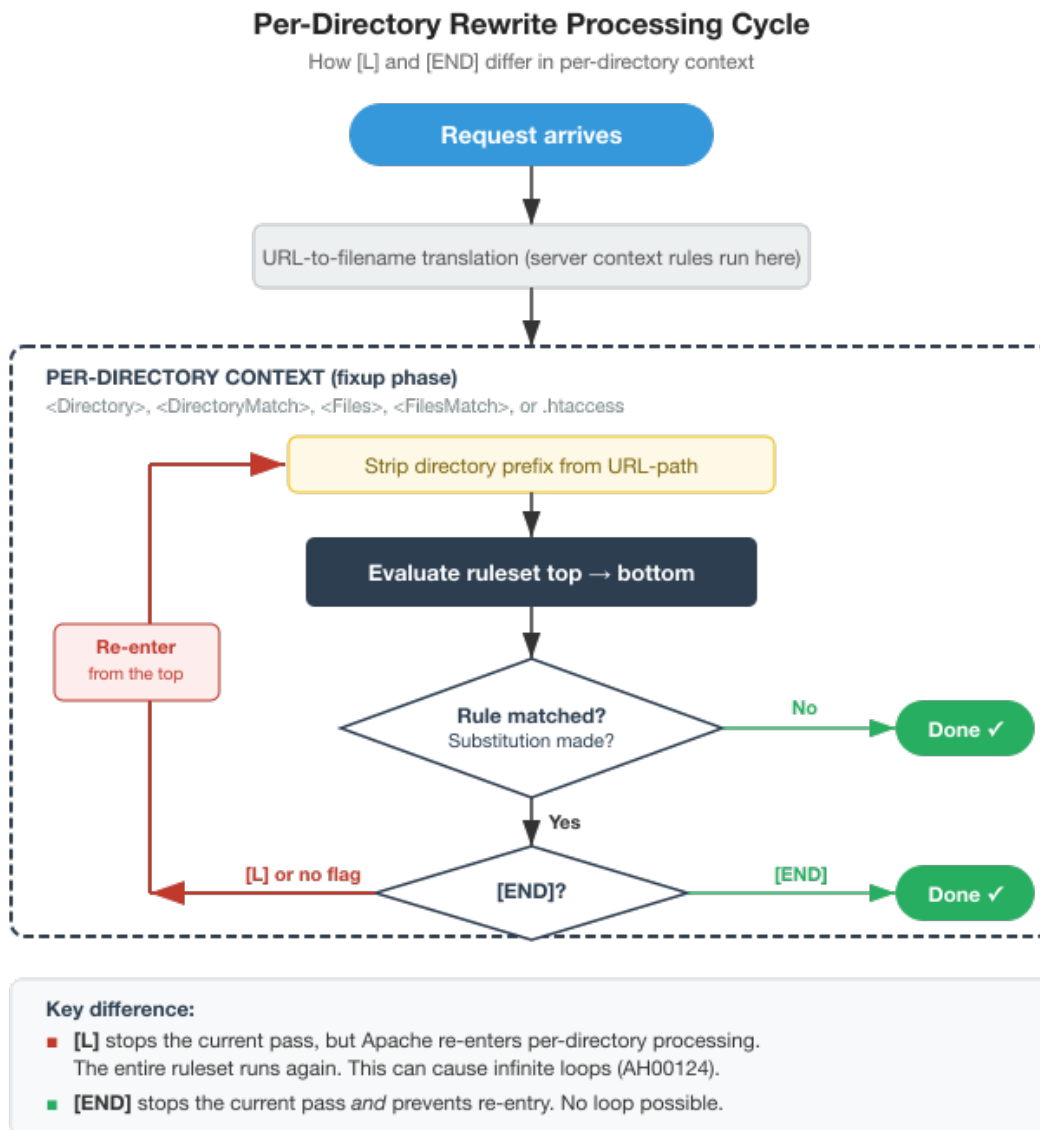 Per-Directory Rewrite Processing Cycle
How [L] and [END] differ in per-directory context
Request arrives
URL-to-filename translation (server context rules run here)
PER-DIRECTORY CONTEXT (fixup phase)
<Directory>, <DirectoryMatch>, <Files>, <FilesMatch>, or .htaccess
Strip directory prefix from URL-path
Evaluate ruleset top → bottom
Re-enter
from the top
Rule matched?
Substitution made?
No
Done ✓
Yes
[L] or no flag
[END]?
[END]
Done ✓
Key difference:
▪ [L] stops the current pass, but Apache re-enters per-directory processing.
The entire ruleset runs again. This can cause infinite loops (AH00124).
▪ [END] stops the current pass and prevents re-entry. No loop possible.